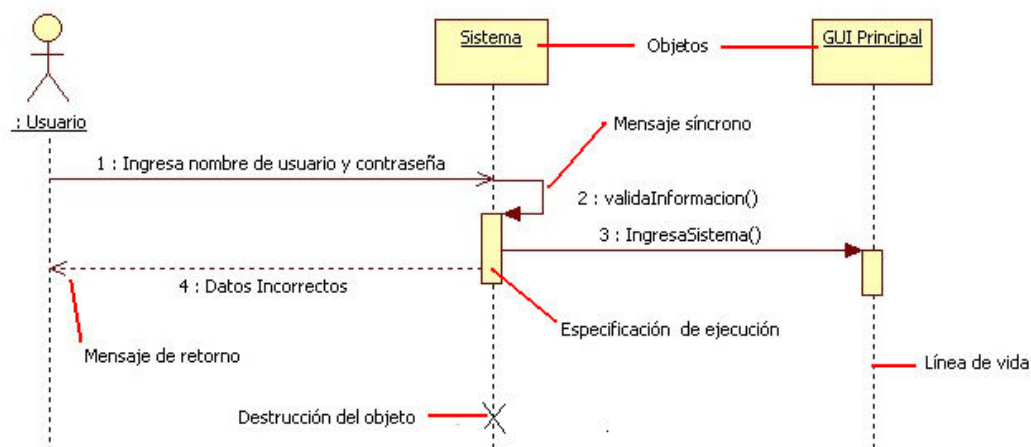 Sistema
Objetos
GUI Principal
: Usuario
Mensaje síncrono
1 : Ingresa nombre de usuario y contraseña
2 : validaInformacion()
3 : IngresaSistema()
4 : Datos Incorrectos
Especificación de ejecución
Mensaje de retorno
Línea de vida
Destrucción del objeto